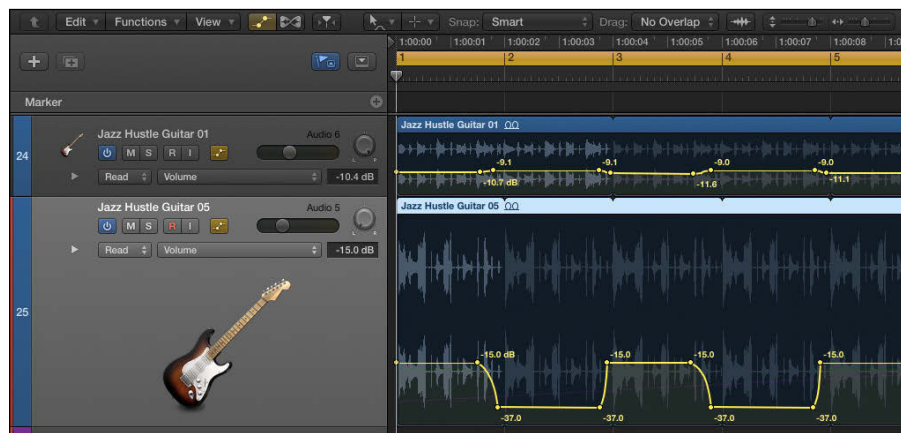 Edit Functions View Snap: Smart Drag: No Overlap
1:00:00 1:00:01 1:00:02 1:00:03 1:00:04 1:00:05 1:00:06 1:00:07 1:00:08
1 2 3 4 5
Marker
24
Jazz Hustle Guitar 01 Audio 6
M S R I
L R
Read Volume -10.4 dB
Jazz Hustle Guitar 01
-9.1 -9.1 -9.0 -9.0
-10.7 dB -11.6 -11.1
25
Jazz Hustle Guitar 05 Audio 5
M S R I
L R
Read Volume -15.0 dB
Jazz Hustle Guitar 05
-15.0 dB -15.0 -15.0 -15.0
-37.0 -37.0 -37.0 -37.0